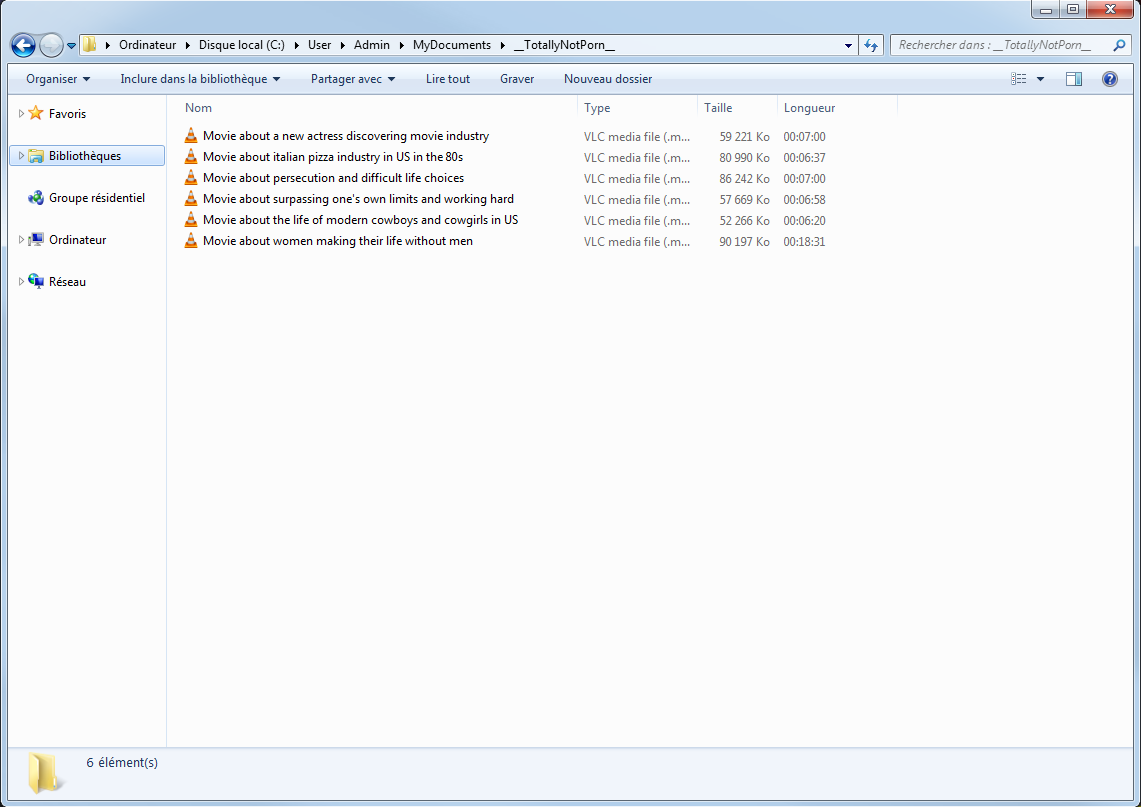 Ordinateur Disque local (C:) User Admin MyDocuments __TotallyNotPorn__ Rechercher dans : __TotallyNotPorn__
Organiser Inclure dans la bibliothèque Partager avec Lire tout Graver Nouveau dossier
Favoris
Bibliothèques
Groupe résidentiel
Ordinateur
Réseau
Nom Type Taille Longueur
Movie about a new actress discovering movie industry VLC media file (.m... 59 221 Ko 00:07:00
Movie about italian pizza industry in US in the 80s VLC media file (.m... 80 990 Ko 00:06:37
Movie about persecution and difficult life choices VLC media file (.m... 86 242 Ko 00:07:00
Movie about surpassing one's own limits and working hard VLC media file (.m... 57 669 Ko 00:06:58
Movie about the life of modern cowboys and cowgirls in US VLC media file (.m... 52 266 Ko 00:06:20
Movie about women making their life without men VLC media file (.m... 90 197 Ko 00:18:31
6 élément(s)